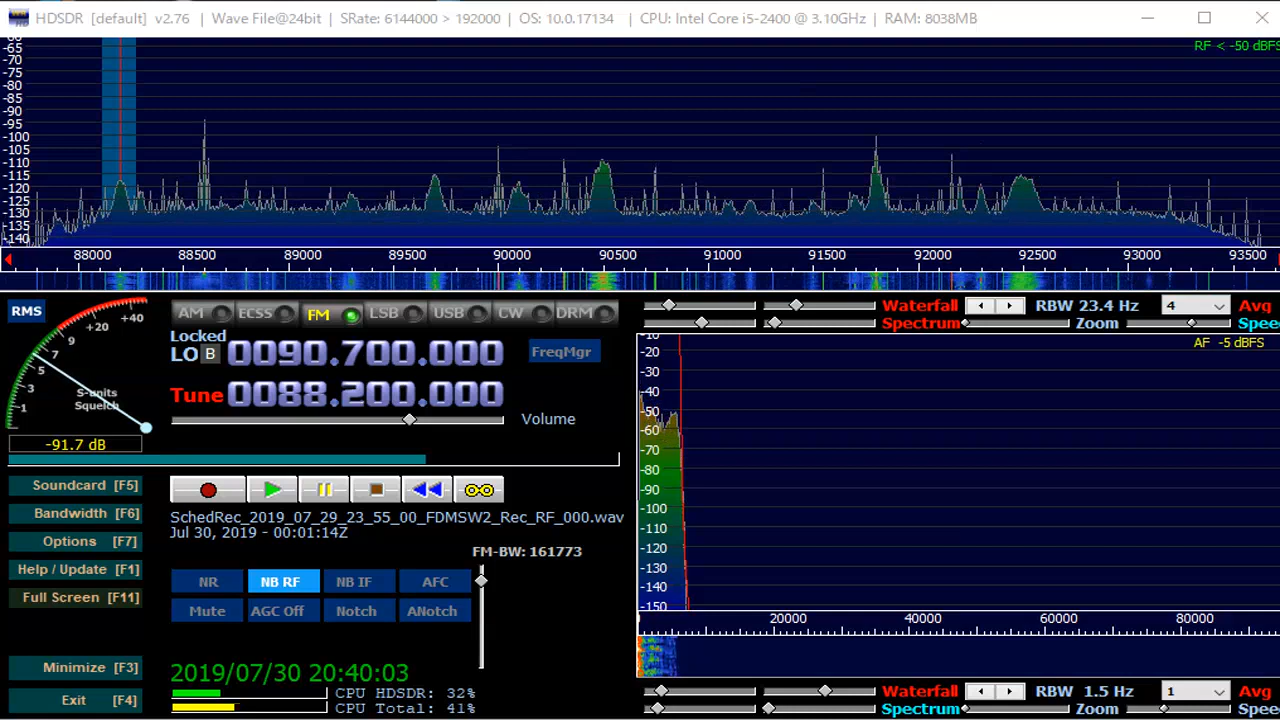 HDSDR [default] v2.76 | Wave File@24bit | SRate: 6144000 > 192000 | OS: 10.0.17134 | CPU: Intel Core i5-2400 @ 3.10GHz | RAM: 8038MB
RF < -50 dBFS
-65
-70
-75
-80
-85
-90
-95
-100
-105
-110
-115
-120
-125
-130
-135
-140
88000 88500 89000 89500 90000 90500 91000 91500 92000 92500 93000 93500
RMS
1 3 5 7 9 +20 +40
S-units
Squelch
-91.7 dB
AM ECSS FM LSB USB CW DRM
Locked
LO B 0090.700.000 FreqMgr
Tune 0088.200.000
Volume
Soundcard [F5]
Bandwidth [F6]
Options [F7]
Help / Update [F1]
Full Screen [F11]
Minimize [F3]
Exit [F4]
SchedRec_2019_07_29_23_55_00_FDMSW2_Rec_RF_000.wav
Jul 30, 2019 - 00:01:14Z
FM-BW: 161773
NR NB RF NB IF AFC
Mute AGC Off Notch ANotch
2019/07/30 20:40:03
CPU HDSDR: 32%
CPU Total: 41%
Waterfall RBW 23.4 Hz 4 Avg
Spectrum Zoom Spee
AF -5 dBFS
-20
-30
-40
-50
-60
-70
-80
-90
-100
-110
-120
-130
-140
-150
20000 40000 60000 80000
Waterfall RBW 1.5 Hz 1 Avg
Spectrum Zoom Spee